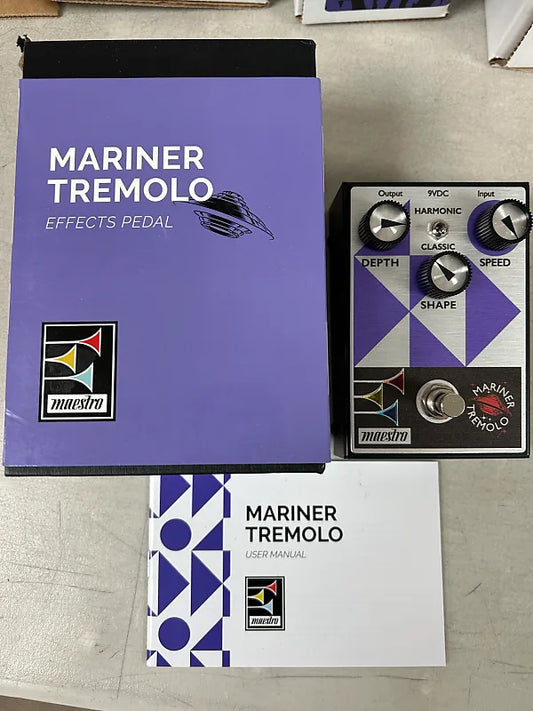 MARINER
TREMOLO
EFFECTS PEDAL
maestro
Output 9VDC Input
HARMONIC
CLASSIC
DEPTH SPEED
SHAPE
maestro
MARINER
TREMOLO
MARINER
TREMOLO
USER MANUAL
maestro